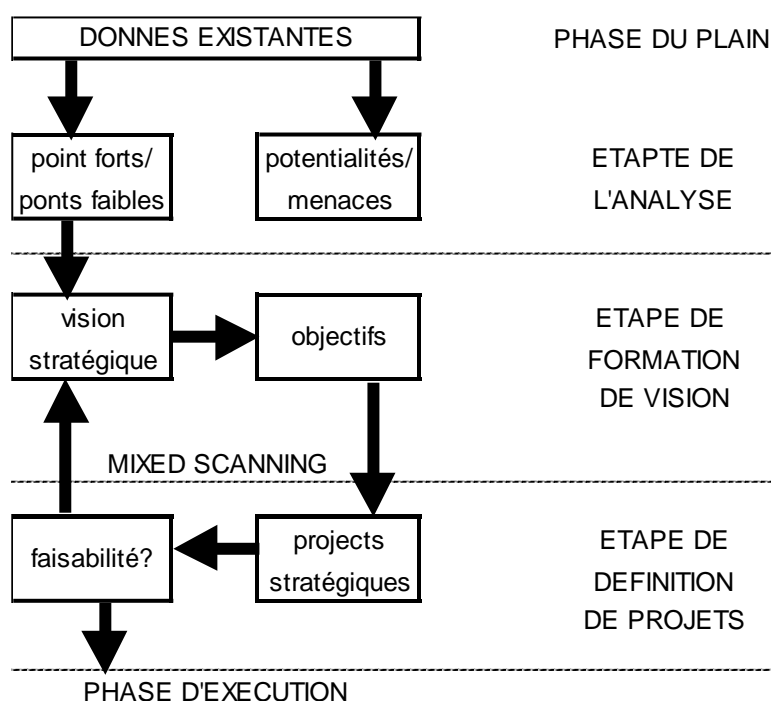 DONNES EXISTANTES
PHASE DU PLAIN
point forts/
ponts faibles
potentialités/
menaces
ETAPTE DE
L'ANALYSE
vision
stratégique
objectifs
ETAPE DE
FORMATION
DE VISION
MIXED SCANNING
faisabilité?
projects
stratégiques
ETAPE DE
DEFINITION
DE PROJETS
PHASE D'EXECUTION